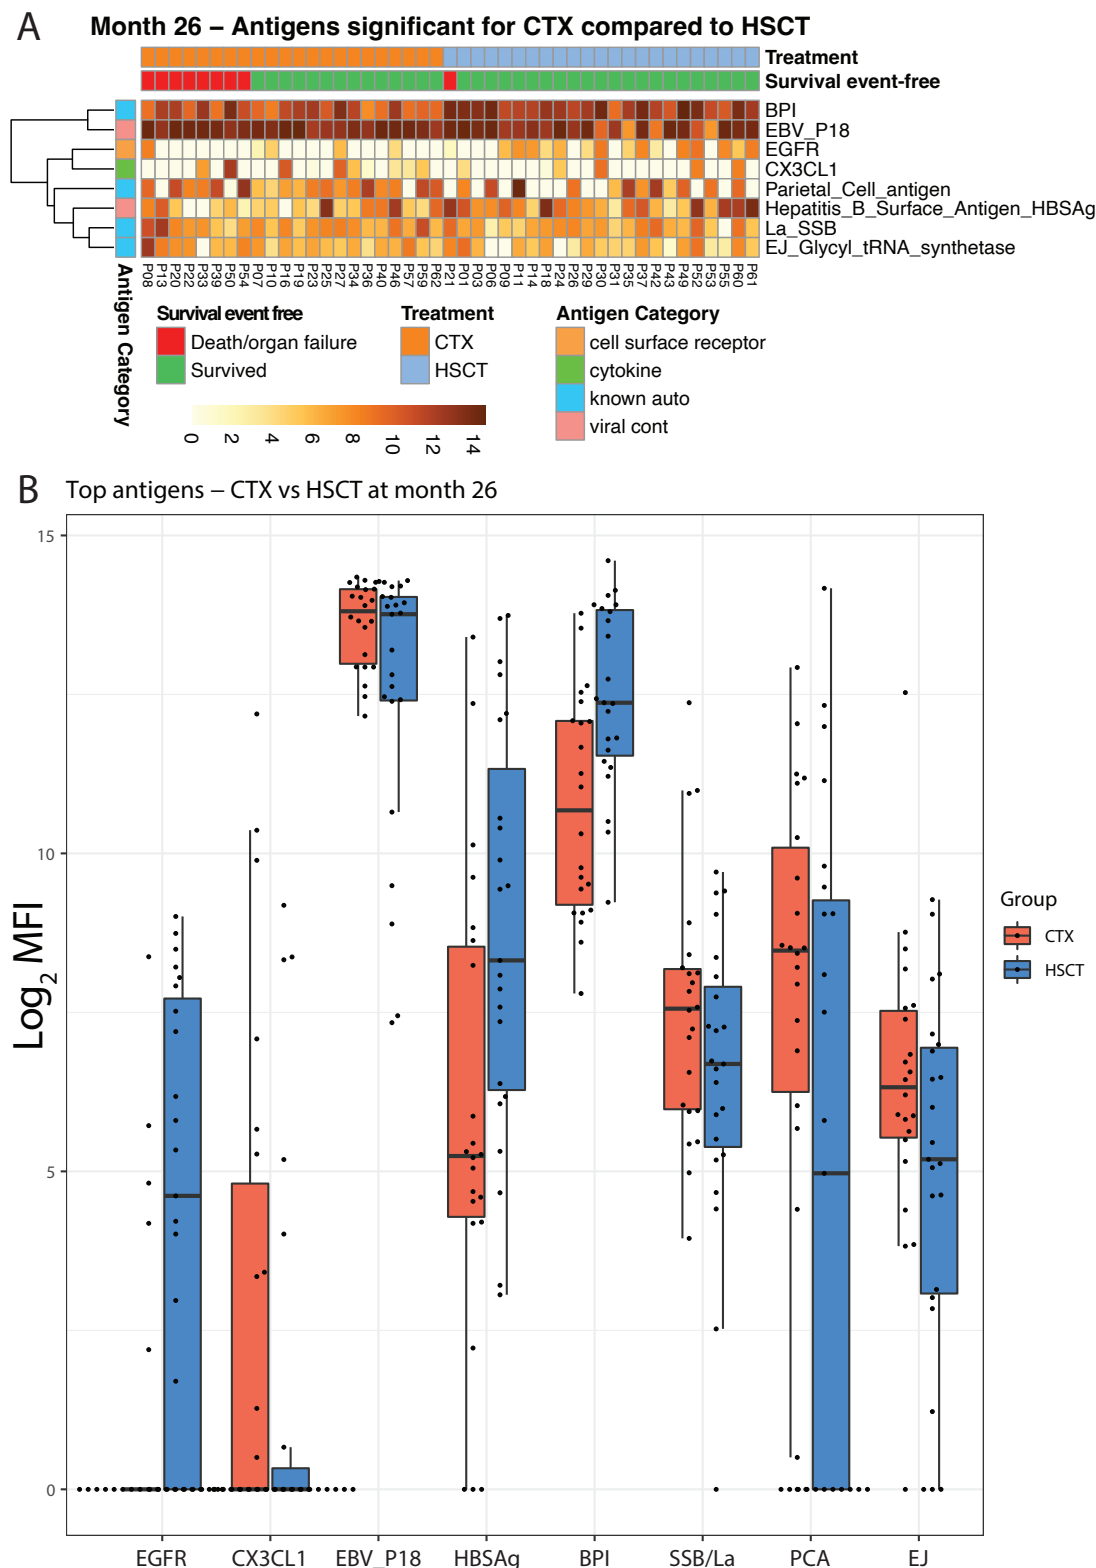 A
Month 26 – Antigens significant for CTX compared to HSCT
Treatment
Survival event-free
BPI
EBV_P18
EGFR
CX3CL1
Parietal_Cell_antigen
Hepatitis_B_Surface_Antigen_HBSAg
La_SSB
EJ_Glycyl_tRNA_synthetase
P08 P13 P20 P22 P33 P39 P50 P54 P07 P10 P16 P19 P23 P25 P27 P34 P36 P40 P46 P57 P59 P62 P21 P01 P03 P06 P09 P11 P14 P18 P24 P26 P29 P30 P31 P35 P37 P42 P43 P49 P52 P53 P55 P60 P61
Antigen Category
Survival event free
Death/organ failure
Survived
Treatment
CTX
HSCT
Antigen Category
cell surface receptor
cytokine
known auto
viral cont
0 2 4 6 8 10 12 14
B
Top antigens – CTX vs HSCT at month 26
15
10
5
0
Log2 MFI
EGFR CX3CL1 EBV_P18 HBSAg BPI SSB/La PCA EJ
Group
CTX
HSCT